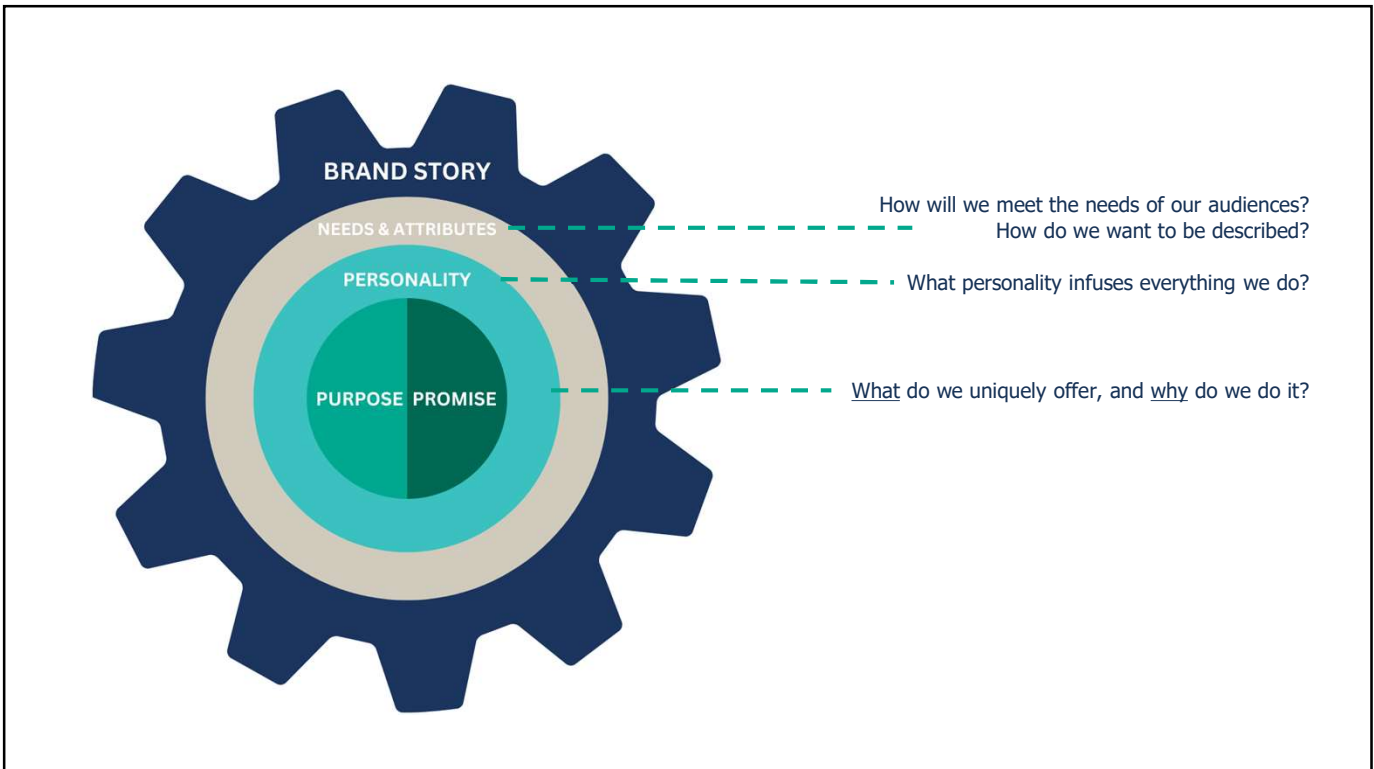 BRAND STORY
NEEDS & ATTRIBUTES
PERSONALITY
PURPOSE PROMISE
How will we meet the needs of our audiences?
How do we want to be described?
What personality infuses everything we do?
What do we uniquely offer, and why do we do it?